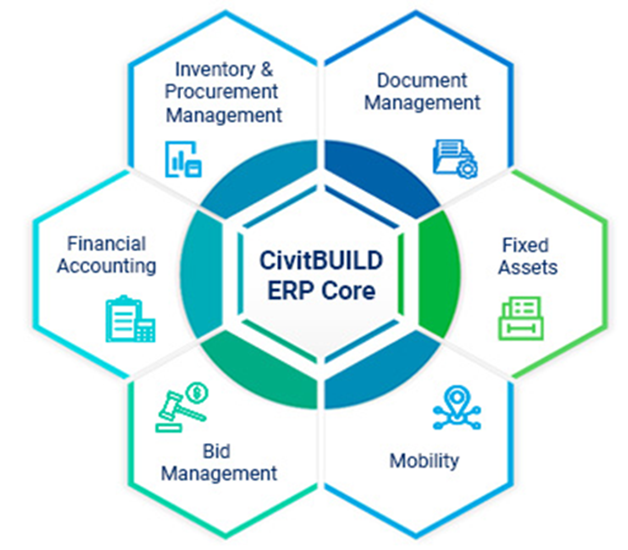 Inventory &
Procurement
Management
Document
Management
Financial
Accounting
CivitBUILD
ERP Core
Fixed
Assets
Bid
Management
Mobility